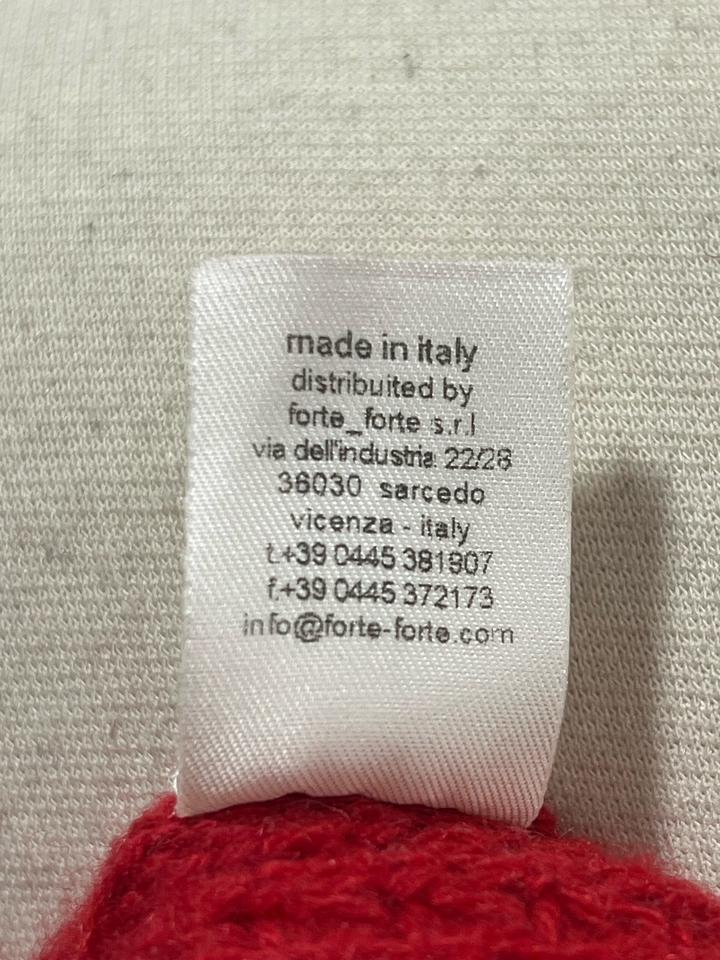 made in italy
distribuited by
forte_forte s.r.l
via dell'industria 22/28
36030 sarcedo
vicenza - italy
t.+39 0445 381907
f.+39 0445 372173
info@forte-forte.com